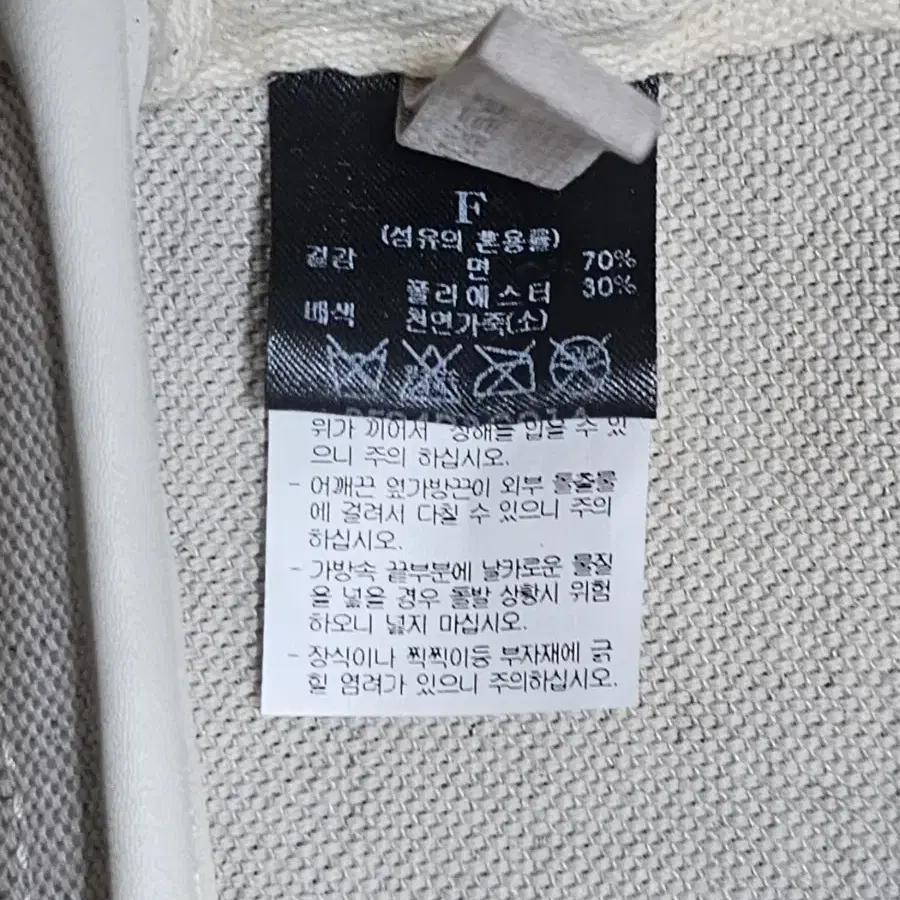 F
(섬유의 혼용률)
겉감 면 70%
폴리에스터 30%
배색 천연가죽(소)
위가 끼어서 장해를 입을 수 있
으니 주의 하십시오.
- 어깨끈 옆가방끈이 외부 돌출물
에 걸려서 다칠 수 있으니 주의
하십시오.
- 가방속 끝부분에 날카로운 물질
을 넣을 경우 돌발 상황시 위험
하오니 넣지 마십시오.
- 장식이나 찍찍이등 부자재에 긁
힐 염려가 있으니 주의하십시오.